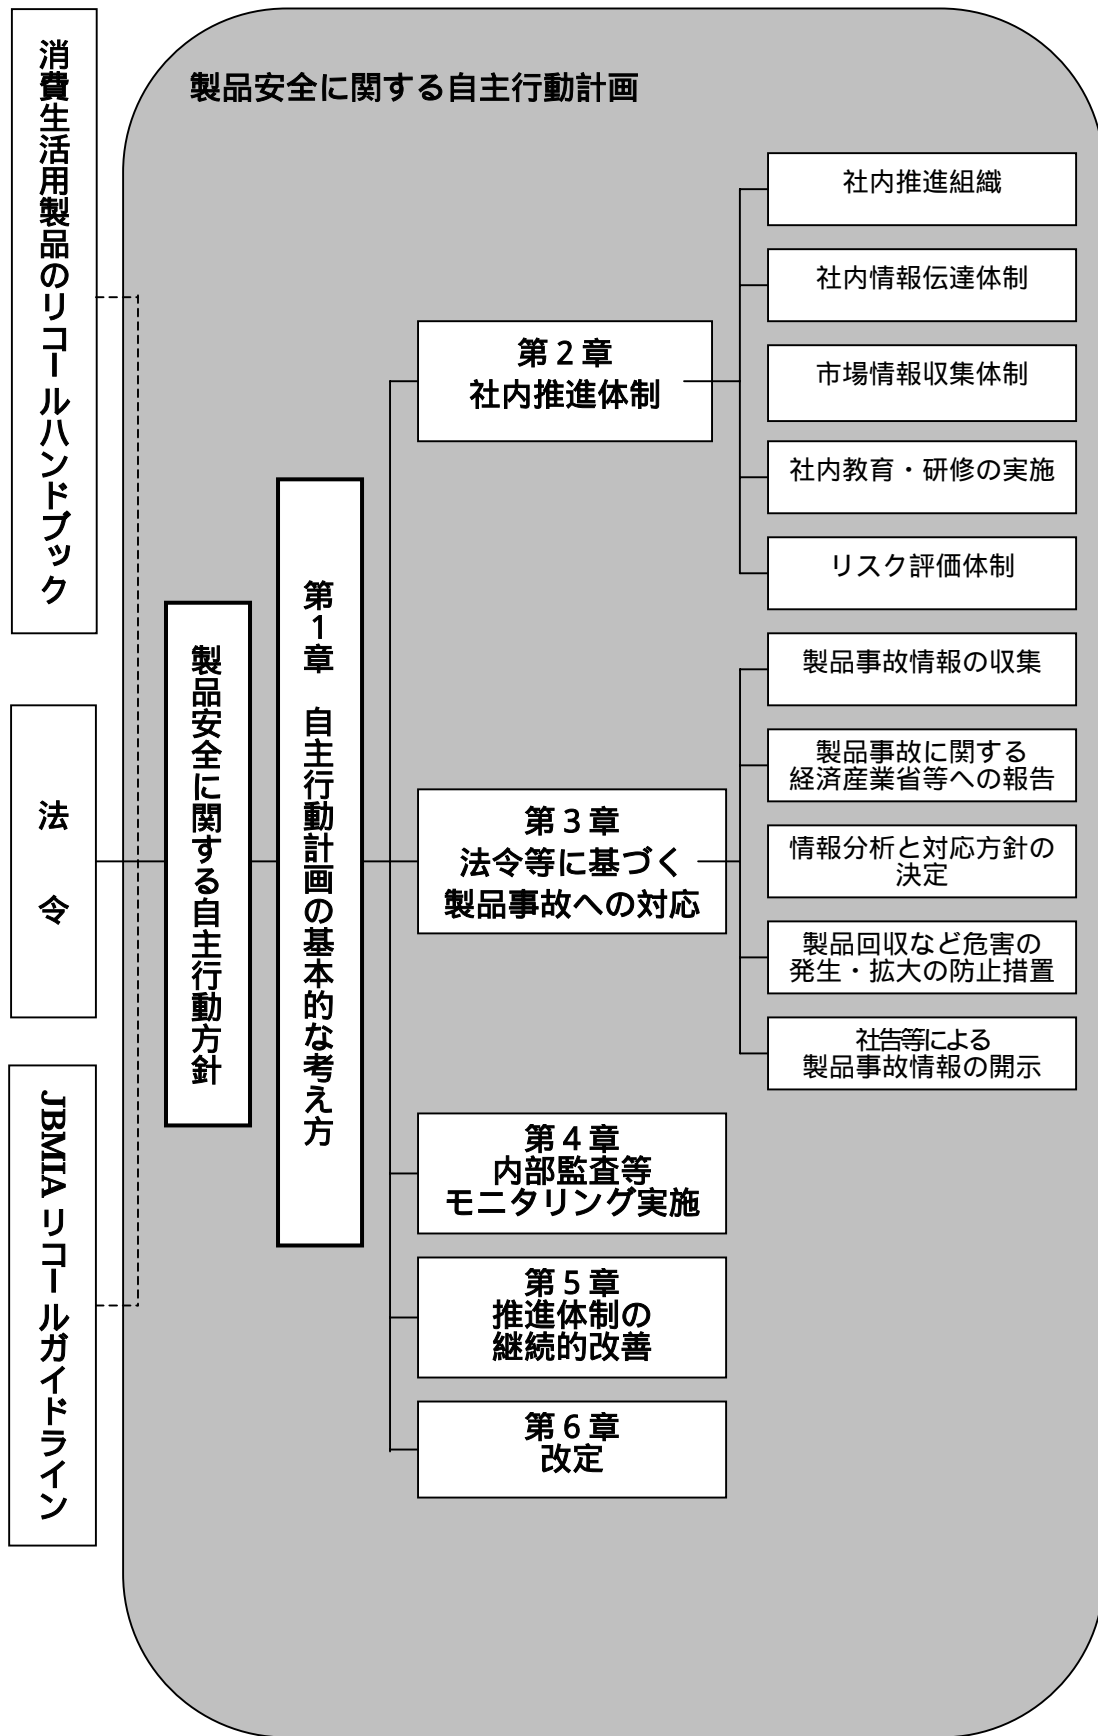 消費生活用製品のリコールハンドブック
法令
JBMIA リコールガイドライン
製品安全に関する自主行動計画
製品安全に関する自主行動方針
第1章　自主行動計画の基本的な考え方
第２章
社内推進体制
社内推進組織
社内情報伝達体制
市場情報収集体制
社内教育・研修の実施
リスク評価体制
第３章
法令等に基づく
製品事故への対応
製品事故情報の収集
製品事故に関する
経済産業省等への報告
情報分析と対応方針の
決定
製品回収など危害の
発生・拡大の防止措置
社告等による
製品事故情報の開示
第４章
内部監査等
モニタリング実施
第５章
推進体制の
継続的改善
第６章
改定